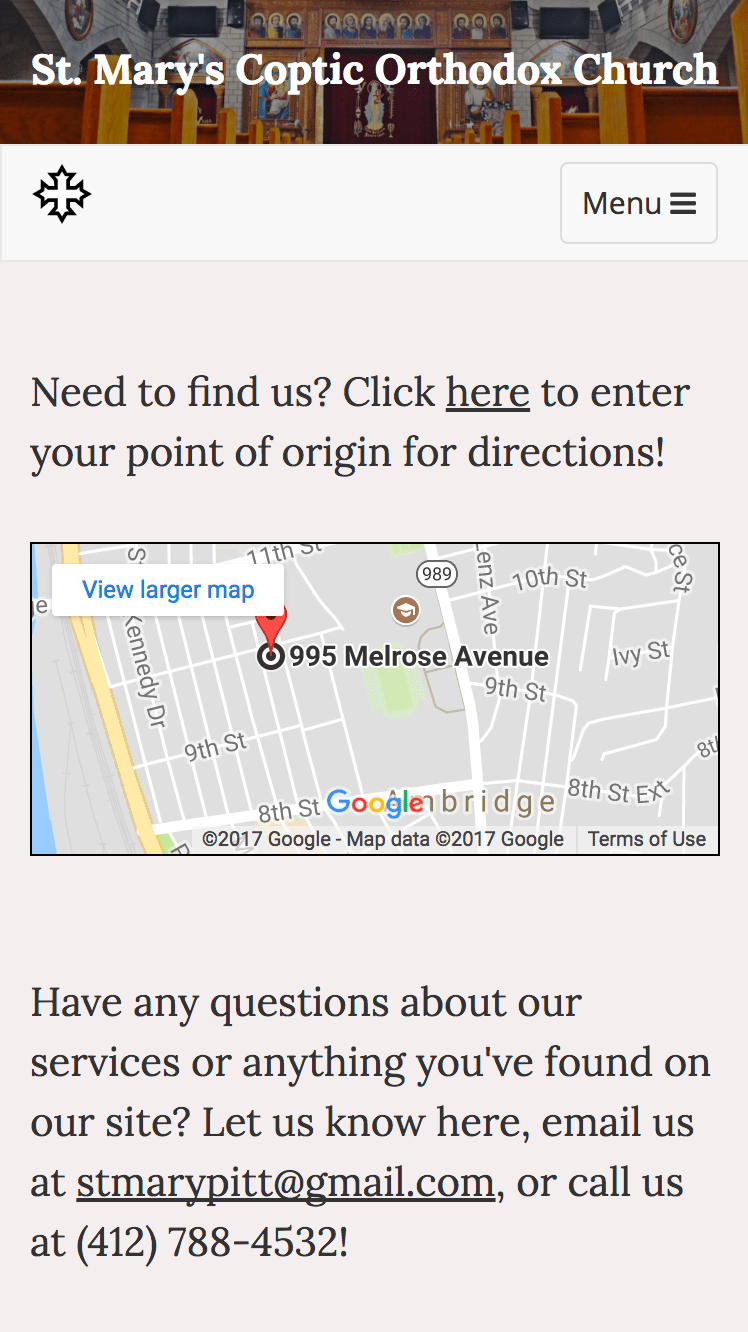 St. Mary's Coptic Orthodox Church
Menu
Need to find us? Click here to enter
your point of origin for directions!
11th St
989
10th St
View larger map
Kennedy Dr
995 Melrose Avenue
Ivy St
9th St
9th St
8th St Ext
8th St
Google
Ambridge
©2017 Google - Map data ©2017 Google
Terms of Use
Have any questions about our
services or anything you've found on
our site? Let us know here, email us
at stmarypitt@gmail.com, or call us
at (412) 788-4532!